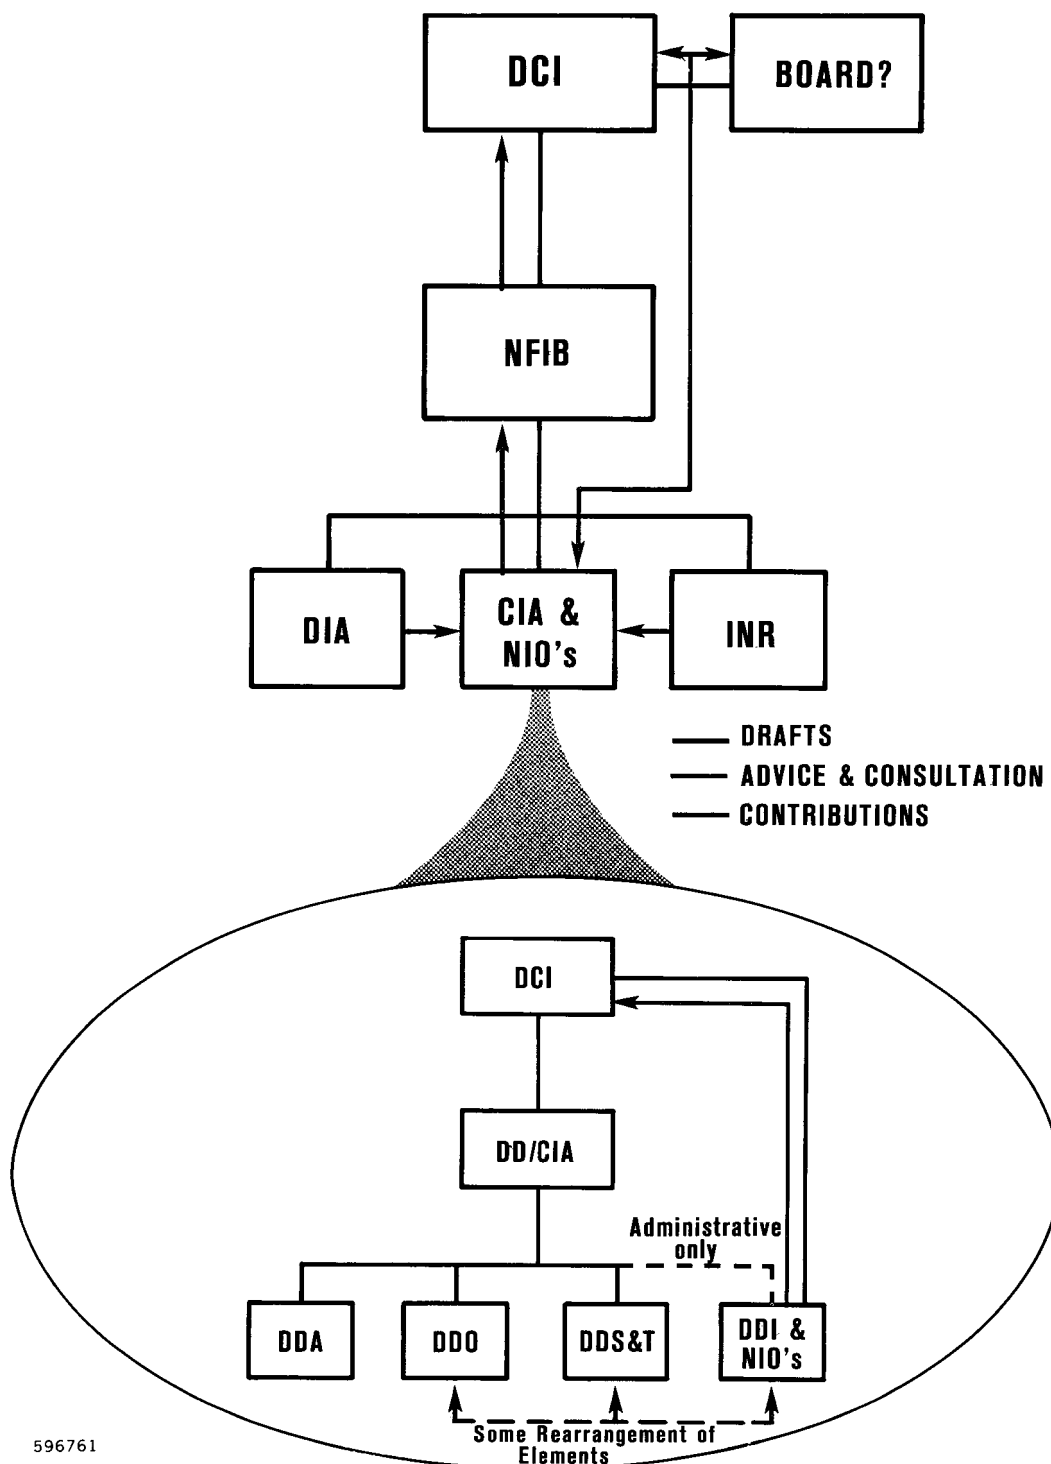 DCI
BOARD?
NFIB
DIA
CIA &
NIO's
INR
DRAFTS
ADVICE & CONSULTATION
CONTRIBUTIONS
DCI
DD/CIA
Administrative
only
DDA
DDO
DDS&T
DDI &
NIO's
Some Rearrangement of
Elements
596761